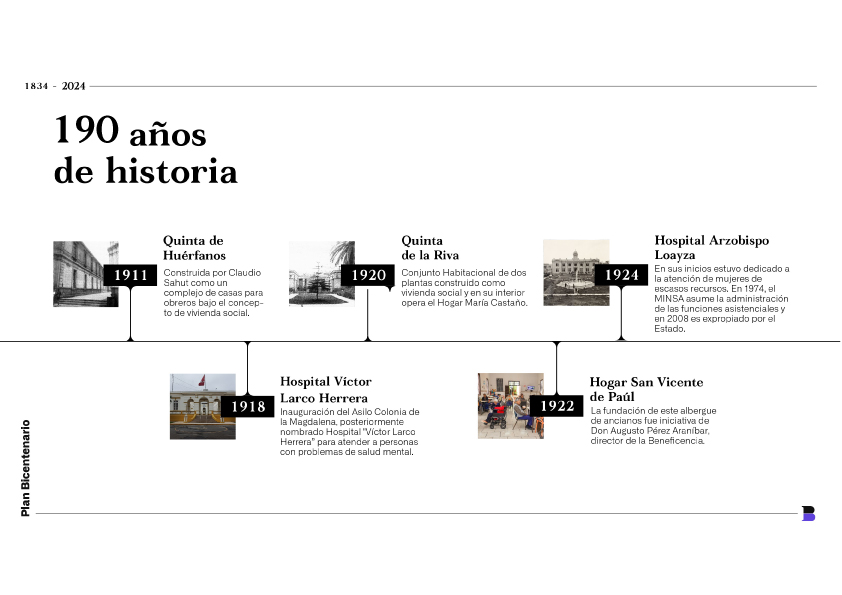 1834 - 2024
190 años
de historia
1911
Quinta de
Huérfanos
Construida por Claudio
Sahut como un
complejo de casas para
obreros bajo el concep-
to de vivienda social.
1920
Quinta
de la Riva
Conjunto Habitacional de dos
plantas construido como
vivienda social y en su interior
opera el Hogar María Castaño.
1924
Hospital Arzobispo
Loayza
En sus inicios estuvo dedicado a
la atención de mujeres de
escasos recursos. En 1974, el
MINSA asume la administración
de las funciones asistenciales y
en 2008 es expropiado por el
Estado.
1918
Hospital Víctor
Larco Herrera
Inauguración del Asilo Colonia de
la Magdalena, posteriormente
nombrado Hospital "Víctor Larco
Herrera" para atender a personas
con problemas de salud mental.
1922
Hogar San Vicente
de Paúl
La fundación de este albergue
de ancianos fue iniciativa de
Don Augusto Pérez Araníbar,
director de la Beneficencia.
Plan Bicentenario
B